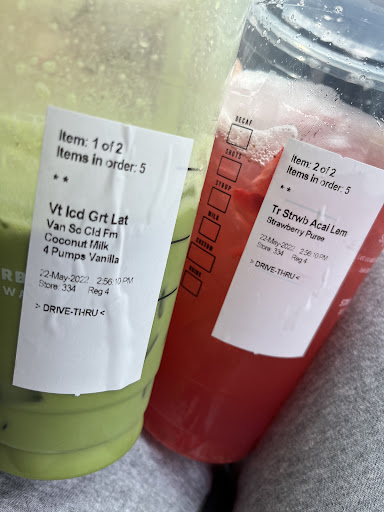 Item: 1 of 2
Items in order: 5
* *
Vt Icd Grt Lat
Van Sc Cld Fm
Coconut Milk
4 Pumps Vanilla
22-May-2022 2:56:10 PM
Store: 334 Reg 4
> DRIVE-THRU <
DECAF
SHOTS
SYRUP
MILK
CUSTOM
DRINK
Item: 2 of 2
Items in order: 5
* *
Tr Strwb Acai Lem
Strawberry Puree
22-May-2022 2:56:10 PM
Store: 334 Reg 4
> DRIVE-THRU <